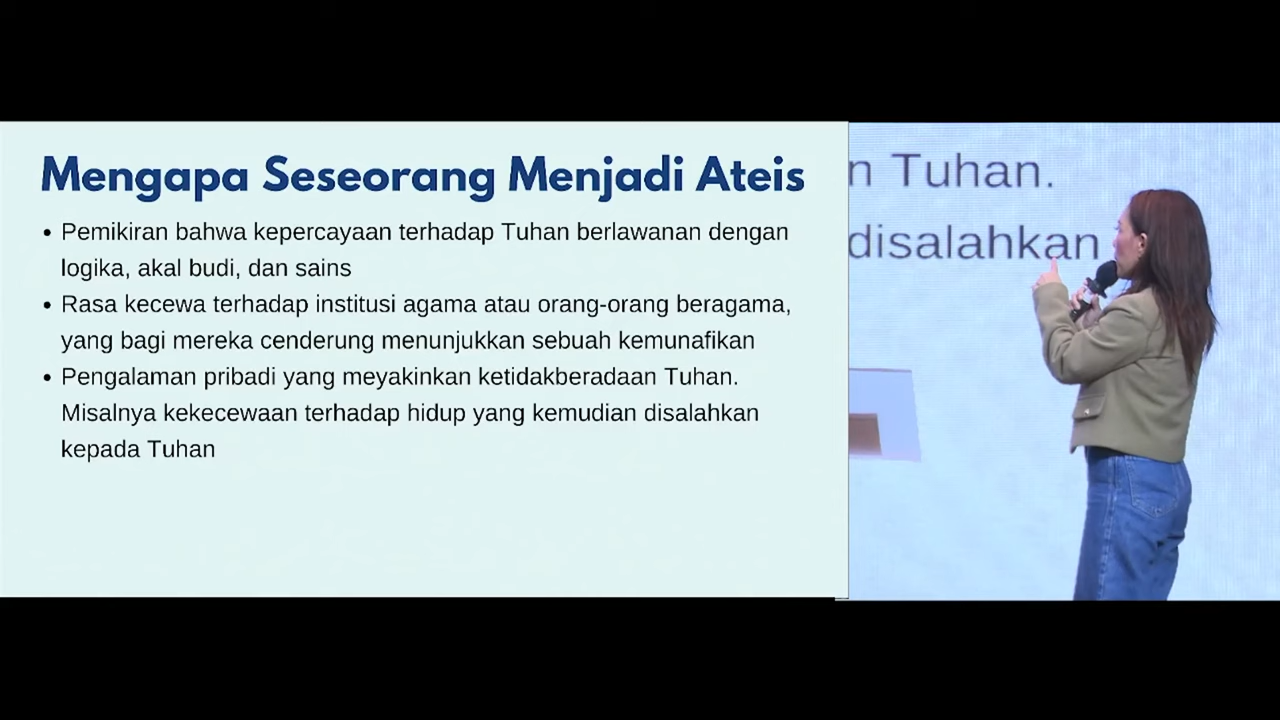 Mengapa Seseorang Menjadi Ateis
• Pemikiran bahwa kepercayaan terhadap Tuhan berlawanan dengan
logika, akal budi, dan sains
• Rasa kecewa terhadap institusi agama atau orang-orang beragama,
yang bagi mereka cenderung menunjukkan sebuah kemunafikan
• Pengalaman pribadi yang meyakinkan ketidakberadaan Tuhan.
Misalnya kekecewaan terhadap hidup yang kemudian disalahkan
kepada Tuhan
n Tuhan.
disalahkan